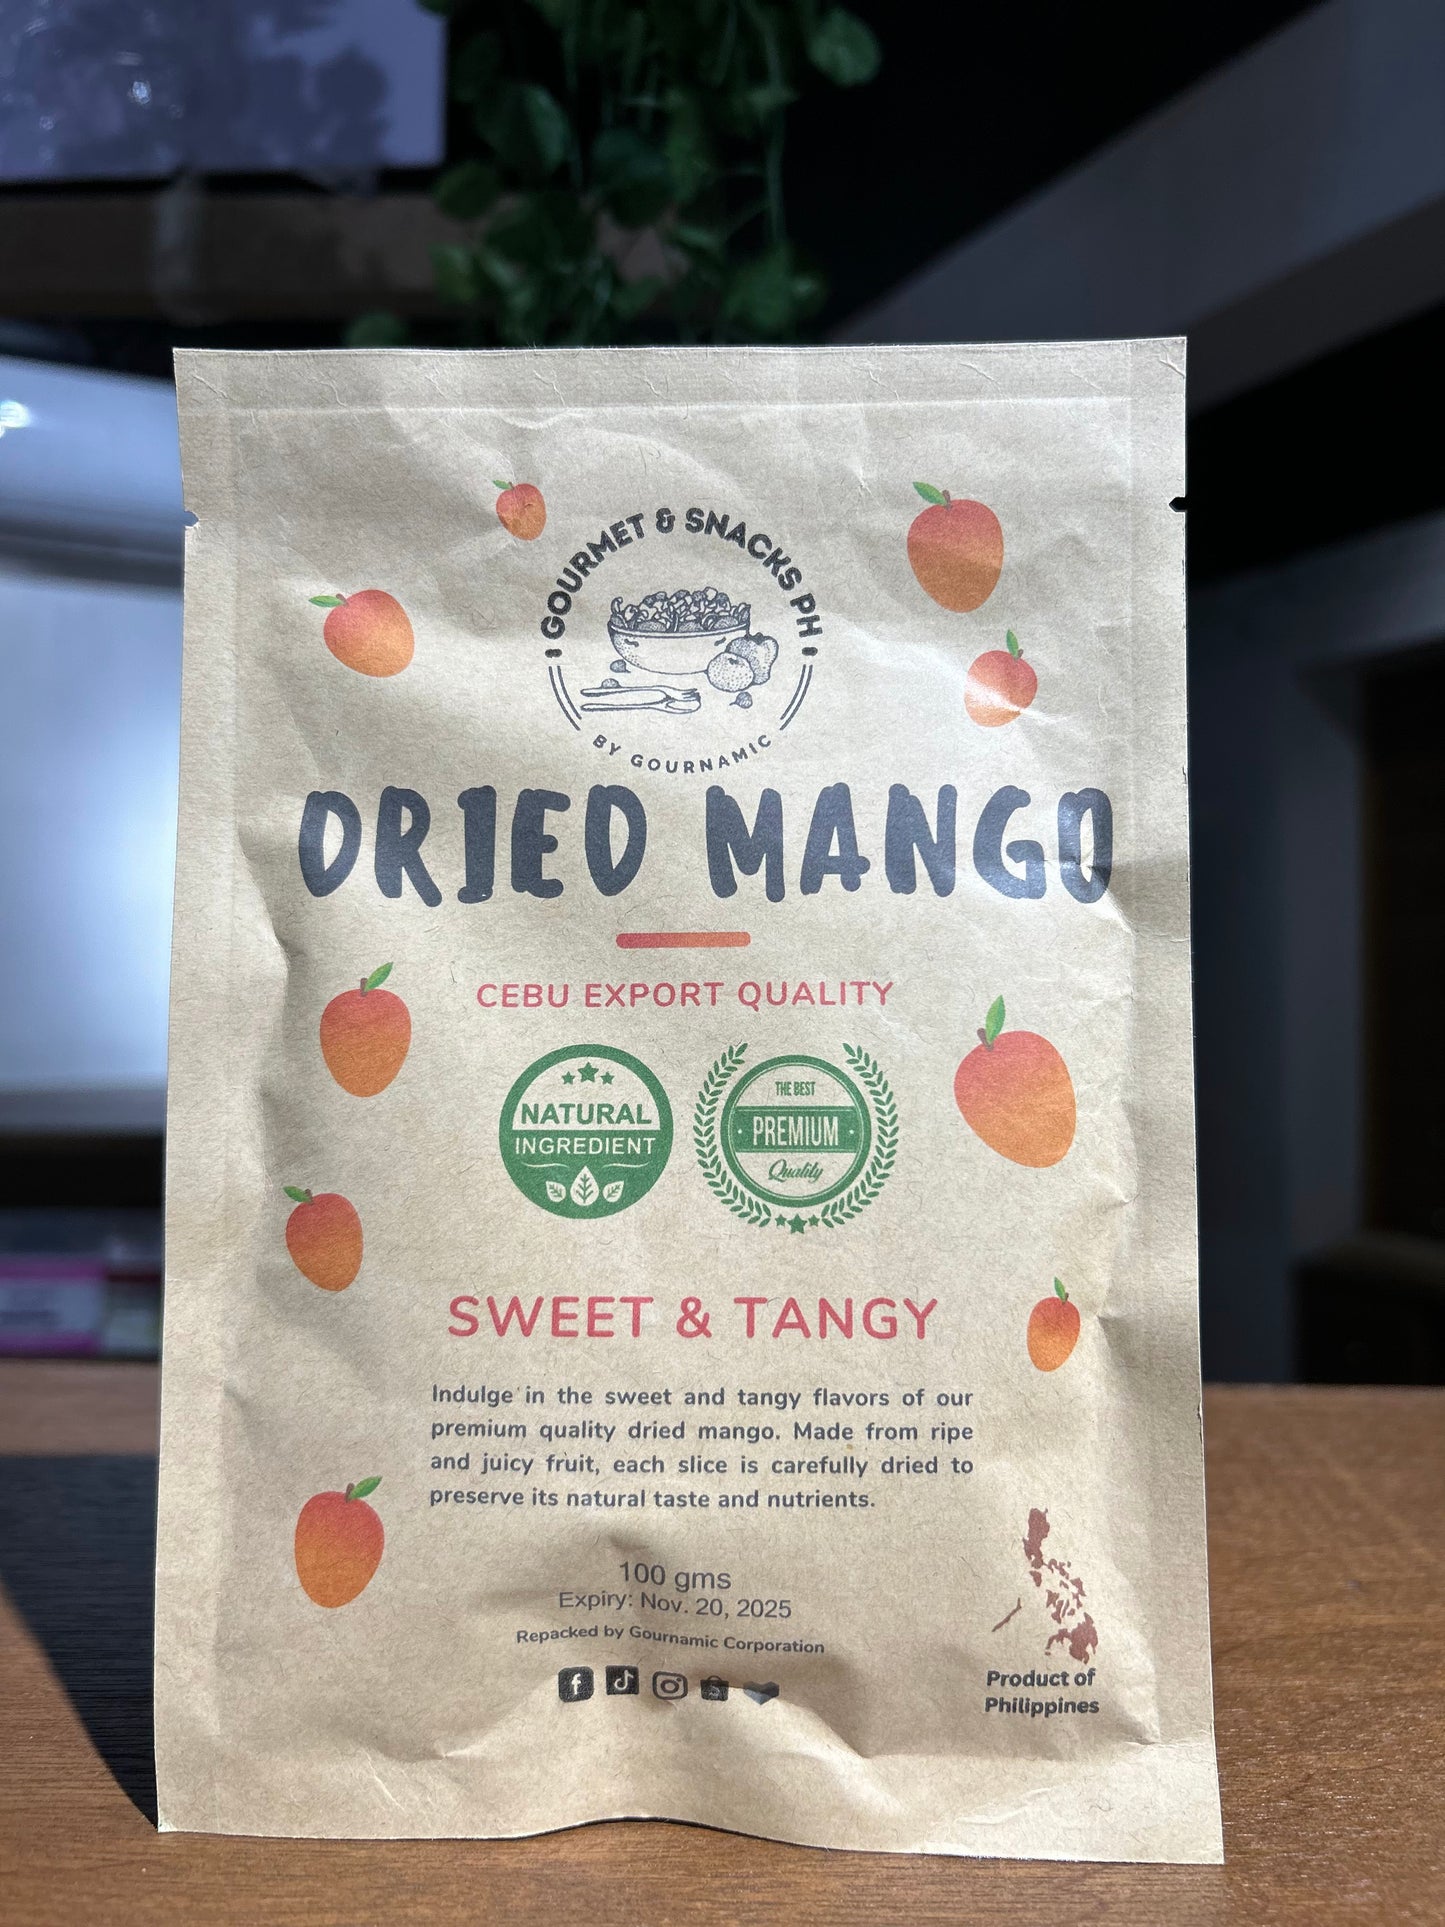 GOURMET & SNACKS PH
BY GOURNAMIC
DRIED MANGO
CEBU EXPORT QUALITY
NATURAL
INGREDIENT
THE BEST
PREMIUM
Quality
SWEET & TANGY
Indulge in the sweet and tangy flavors of our
premium quality dried mango. Made from ripe
and juicy fruit, each slice is carefully dried to
preserve its natural taste and nutrients.
100 gms
Expiry: Nov. 20, 2025
Repacked by Gournamic Corporation
Product of
Philippines